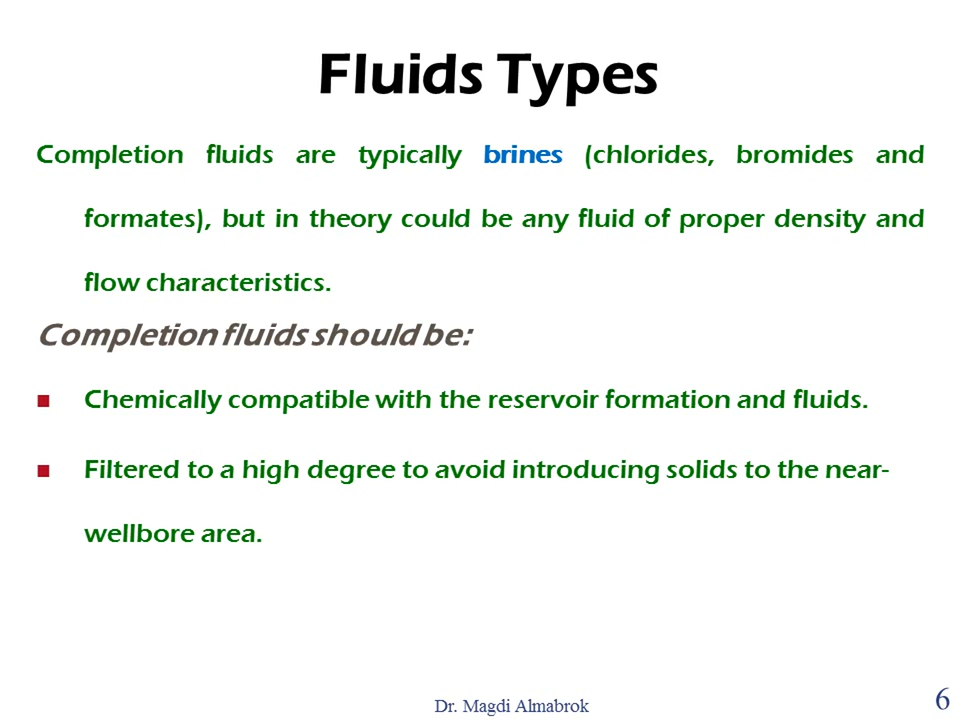 Fluids Types
Completion fluids are typically brines (chlorides, bromides and
formates), but in theory could be any fluid of proper density and
flow characteristics.
Completion fluids should be:
Chemically compatible with the reservoir formation and fluids.
Filtered to a high degree to avoid introducing solids to the near-
wellbore area.
Dr. Magdi Almabrok
6